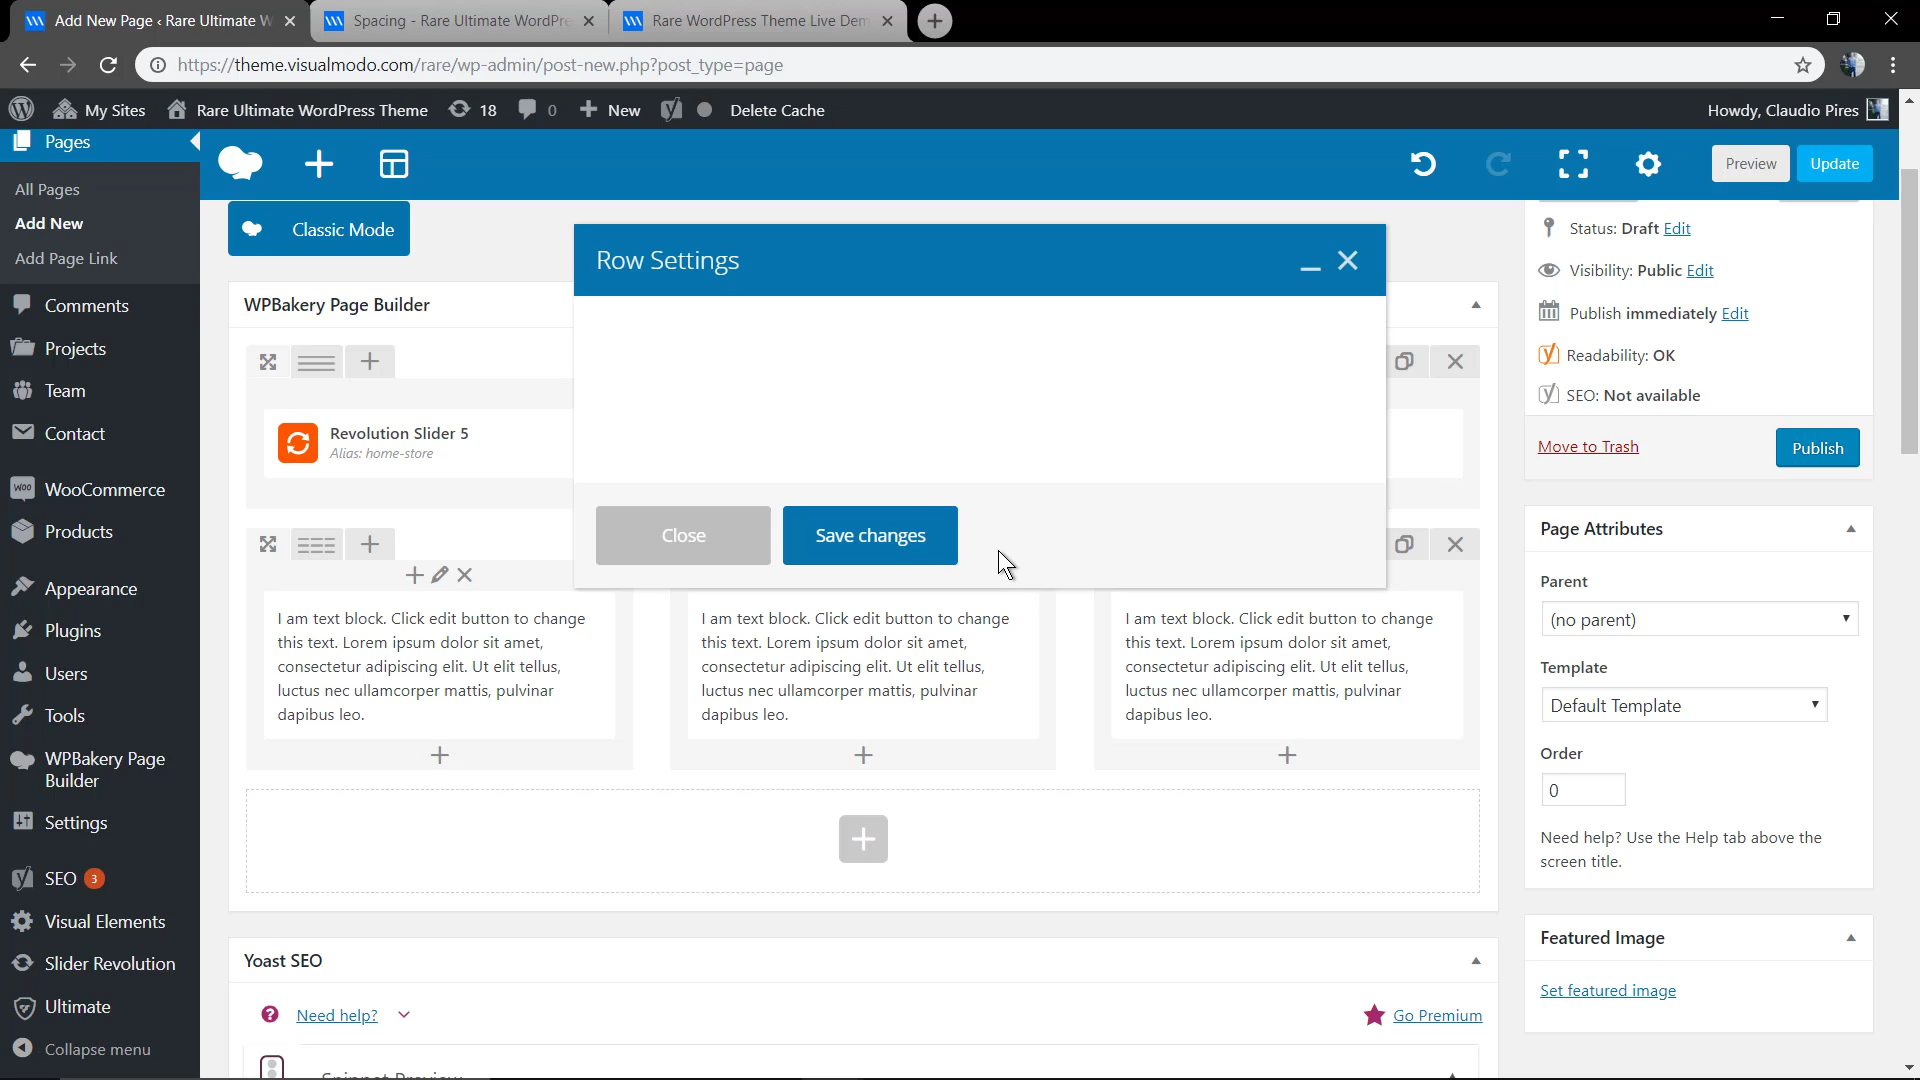 Add New Page ‹ Rare Ultimate W
Spacing - Rare Ultimate WordPre
Rare WordPress Theme Live Dem
https://theme.visualmodo.com/rare/wp-admin/post-new.php?post_type=page
My Sites
Rare Ultimate WordPress Theme
18
0
New
Delete Cache
Howdy, Claudio Pires
Pages
All Pages
Add New
Add Page Link
Comments
Projects
Team
Contact
Woo
WooCommerce
Products
Appearance
Plugins
Users
Tools
WPBakery Page
Builder
Settings
SEO 3
Visual Elements
Slider Revolution
Ultimate
Collapse menu
Preview
Update
Classic Mode
WPBakery Page Builder
Revolution Slider 5
Alias: home-store
Row Settings
Close
Save changes
I am text block. Click edit button to change
this text. Lorem ipsum dolor sit amet,
consectetur adipiscing elit. Ut elit tellus,
luctus nec ullamcorper mattis, pulvinar
dapibus leo.
I am text block. Click edit button to change
this text. Lorem ipsum dolor sit amet,
consectetur adipiscing elit. Ut elit tellus,
luctus nec ullamcorper mattis, pulvinar
dapibus leo.
I am text block. Click edit button to change
this text. Lorem ipsum dolor sit amet,
consectetur adipiscing elit. Ut elit tellus,
luctus nec ullamcorper mattis, pulvinar
dapibus leo.
Yoast SEO
Need help?
Go Premium
Snippet Preview
Status: Draft Edit
Visibility: Public Edit
Publish immediately Edit
Readability: OK
SEO: Not available
Move to Trash
Publish
Page Attributes
Parent
(no parent)
Template
Default Template
Order
0
Need help? Use the Help tab above the
screen title.
Featured Image
Set featured image